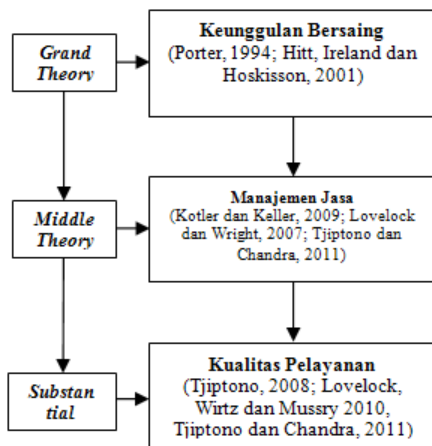 Grand
Theory
Keunggulan Bersaing
(Porter, 1994; Hitt, Ireland dan
Hoskisson, 2001)
Middle
Theory
Manajemen Jasa
(Kotler dan Keller, 2009; Lovelock
dan Wright, 2007; Tjiptono dan
Chandra, 2011)
Substan
tial
Kualitas Pelayanan
(Tjiptono, 2008; Lovelock,
Wirtz dan Mussry 2010,
Tjiptono dan Chandra, 2011)